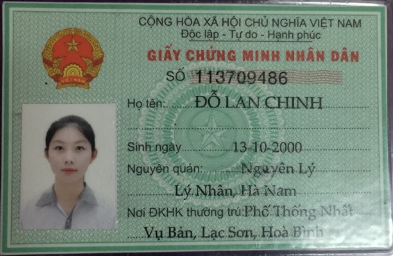 CỘNG HÒA XÃ HỘI CHỦ NGHĨA VIỆT NAM
Độc lập - Tự do - Hạnh phúc
GIẤY CHỨNG MINH NHÂN DÂN
SỐ 113709486
Họ tên: ĐỖ LAN CHINH
Sinh ngày 13-10-2000
Nguyên quán: Nguyên Lý
Lý Nhân, Hà Nam
Nơi ĐKHK thường trú: Phố Thống Nhất
Vụ Bản, Lạc Sơn, Hoà Bình